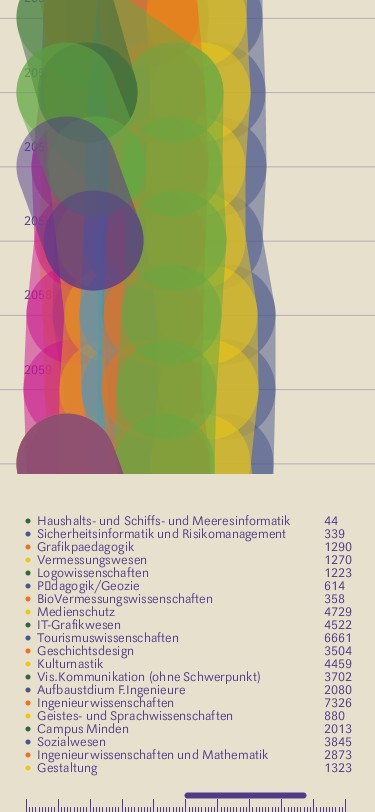 2059
Haushalts- und Schiffs- und Meeresinformatik 44
Sicherheitsinformatik und Risikomanagement 339
Grafikpaedagogik 1290
Vermessungswesen 1270
Logowissenschaften 1223
P▯dagogik/Geozie 614
BioVermessungswissenschaften 358
Medienschutz 4729
IT-Grafikwesen 4522
Tourismuswissenschaften 6661
Geschichtsdesign 3504
Kulturnastik 4459
Vis.Kommunikation (ohne Schwerpunkt) 3702
Aufbaustdium F.Ingenieure 2080
Ingenieurwissenschaften 7326
Geistes- und Sprachwissenschaften 880
Campus Minden 2013
Sozialwesen 3845
Ingenieurwissenschaften und Mathematik 2873
Gestaltung 1323